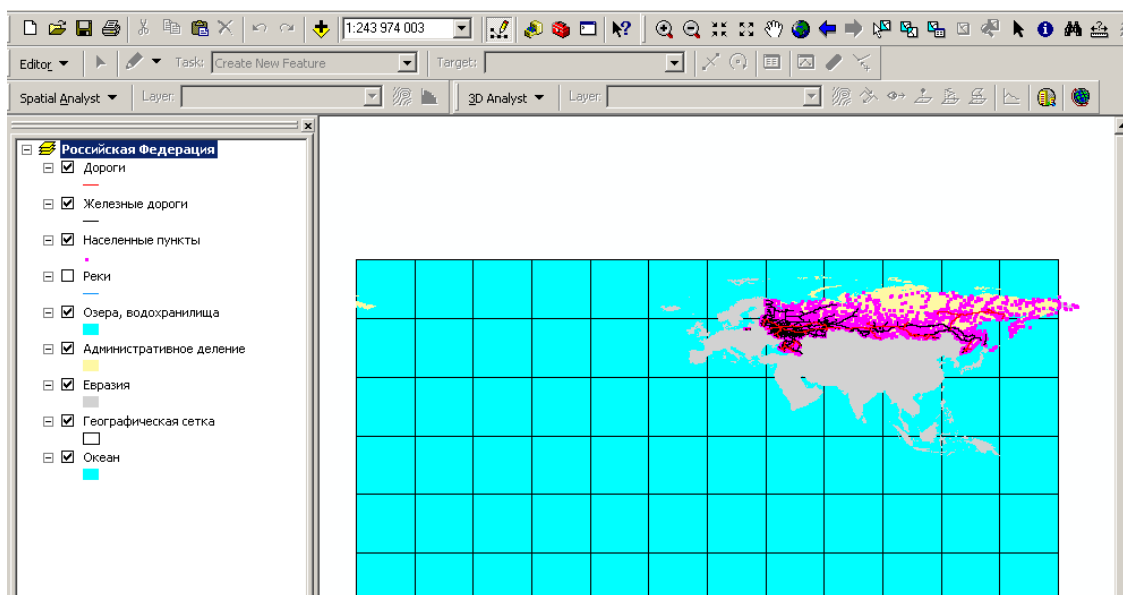 1:243 974 003
Editor Task: Create New Feature Target:
Spatial Analyst Layer: 3D Analyst Layer:
Российская Федерация
Дороги
Железные дороги
Населенные пункты
Реки
Озера, водохранилища
Административное деление
Евразия
Географическая сетка
Океан